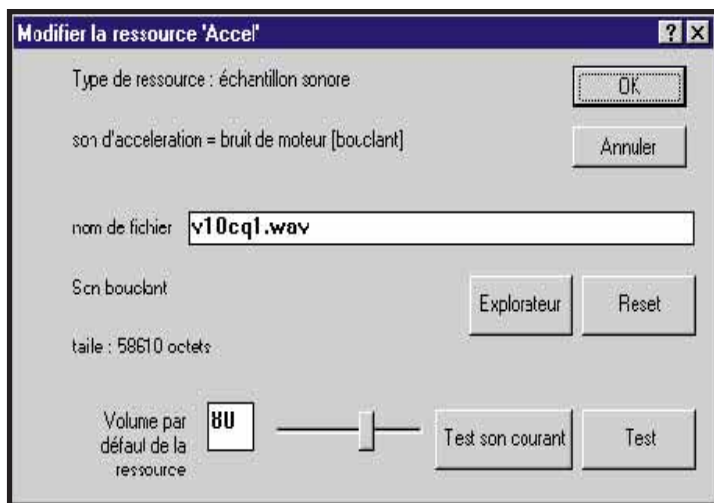 Modifier la ressource 'Accel'
Type de ressource : échantillon sonore
OK
son d'acceleration = bruit de moteur [bouclant]
Annuler
nom de fichier v10cq1.wav
Son bouclant
Explorateur
Reset
taile : 58610 octets
Volume par
défaut de la
ressource
80
Test son courant
Test